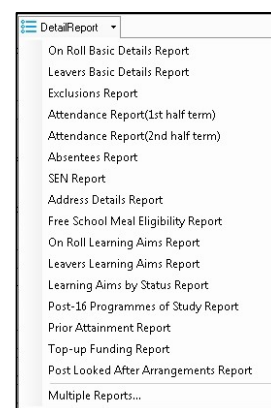 DetailReport
On Roll Basic Details Report
Leavers Basic Details Report
Exclusions Report
Attendance Report(1st half term)
Attendance Report(2nd half term)
Absentees Report
SEN Report
Address Details Report
Free School Meal Eligibility Report
On Roll Learning Aims Report
Leavers Learning Aims Report
Learning Aims by Status Report
Post-16 Programmes of Study Report
Prior Attainment Report
Top-up Funding Report
Post Looked After Arrangements Report
Multiple Reports...